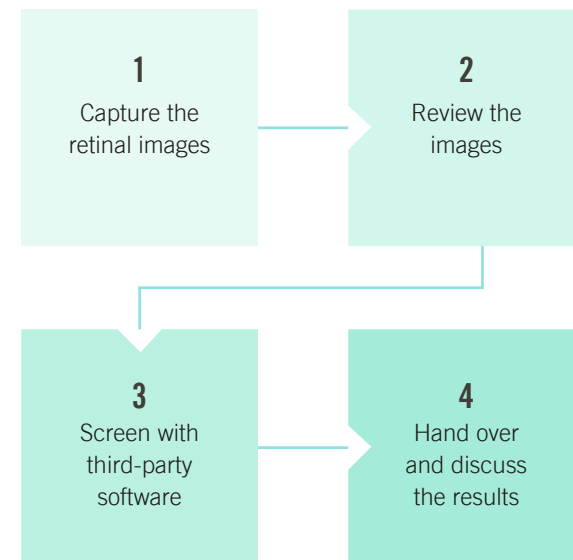 1
Capture the
retinal images
2
Review the
images
3
Screen with
third-party
software
4
Hand over
and discuss
the results